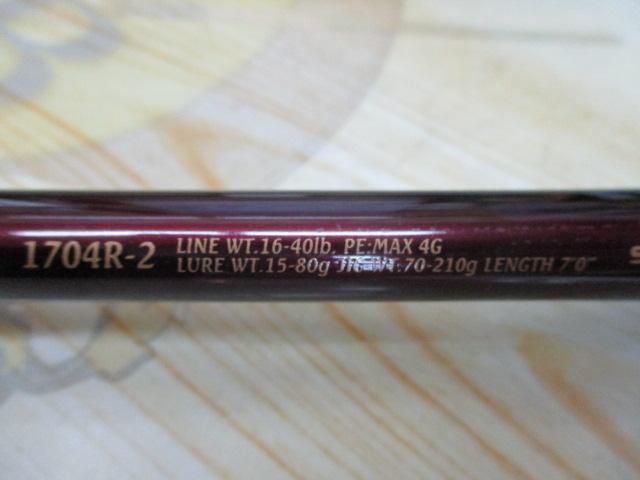 1704R-2
LINE WT.16-40lb, PE:MAX 4G
LURE WT.15-80g JIG WT.70-210g LENGTH 7'0"
S